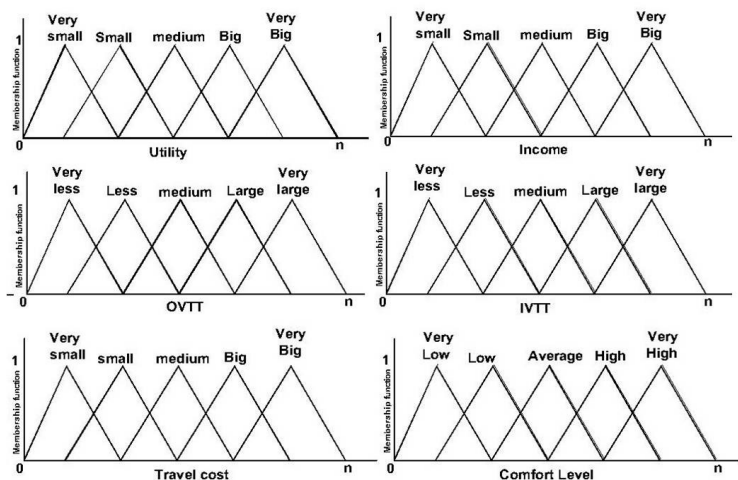 Very
small
Small
medium
Big
Very
Big
1
Membership function
0
n
Utility
Very
small
Small
medium
Big
Very
Big
1
Membership function
0
n
Income
Very
less
Less
medium
Large
Very
large
1
Membership function
0
n
OVTT
Very
less
Less
medium
Large
Very
large
1
Membership function
0
n
IVTT
Very
small
small
medium
Big
Very
Big
1
Membership function
0
n
Travel cost
Very
Low
Low
Average
High
Very
High
1
Membership function
0
n
Comfort Level